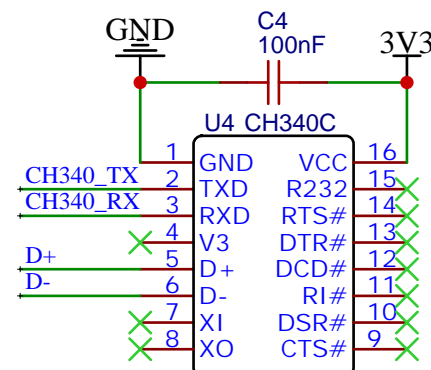 GND
C4
100nF
3V3
U4 CH340C
1 GND VCC 16
CH340_TX 2 TXD R232 15
CH340_RX 3 RXD RTS# 14
4 V3 DTR# 13
D+ 5 D+ DCD# 12
D- 6 D- RI# 11
7 XI DSR# 10
8 XO CTS# 9